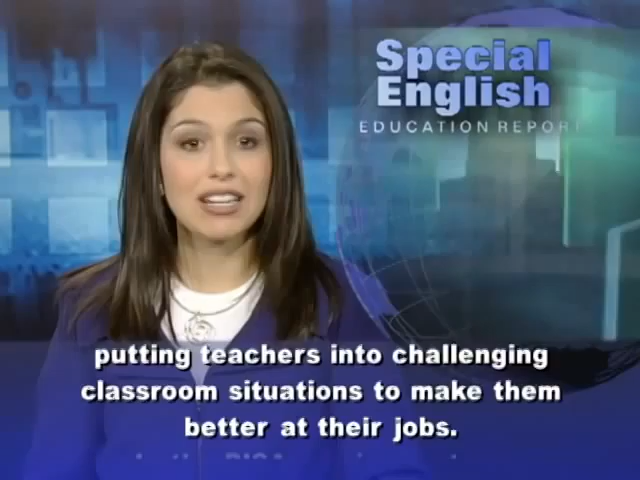 Special
English
EDUCATION REPORT
putting teachers into challenging
classroom situations to make them
better at their jobs.